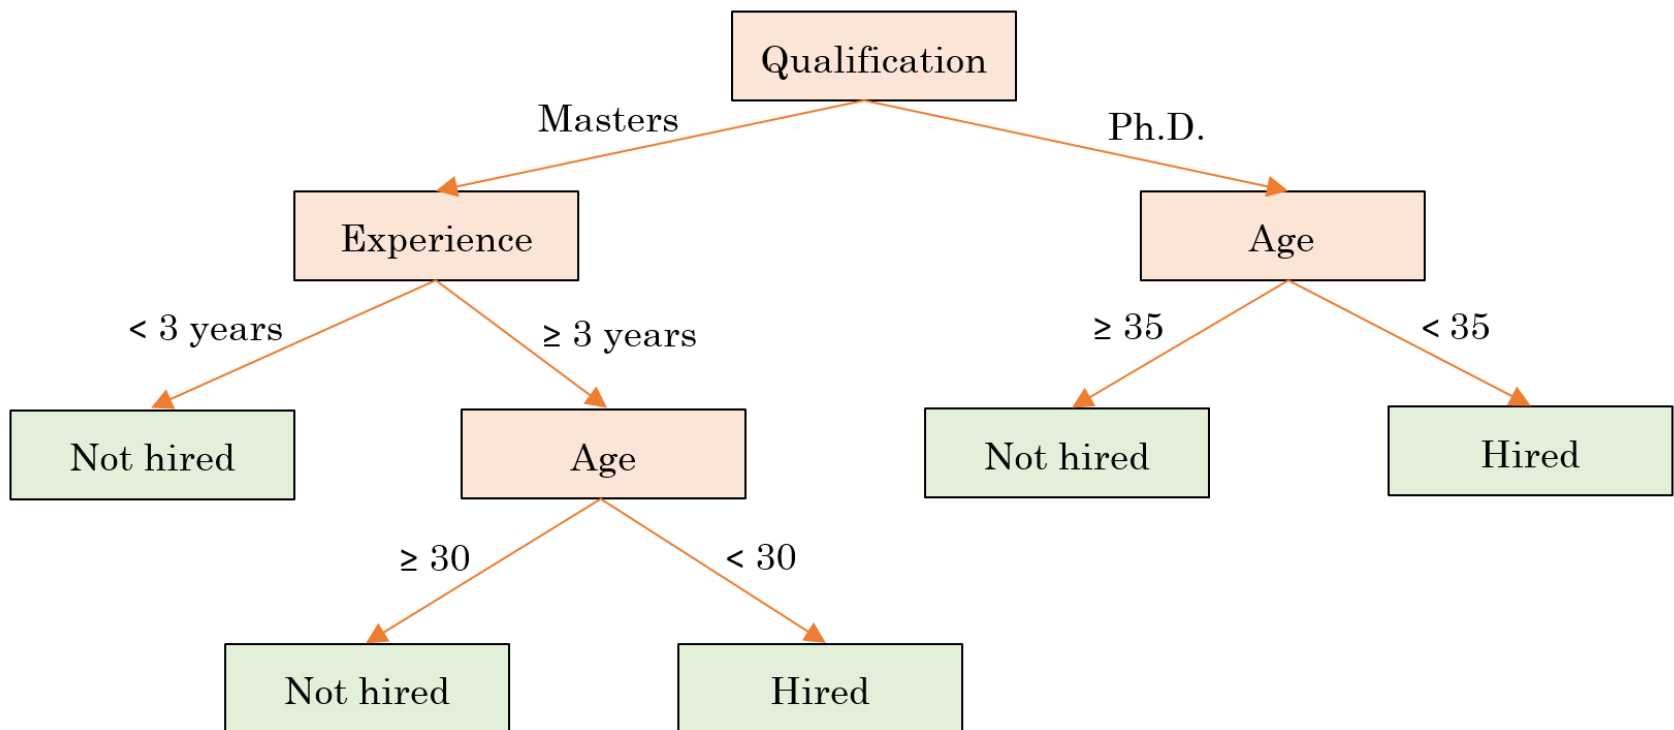 Qualification
Masters
Ph.D.
Experience
Age
< 3 years
≥ 3 years
≥ 35
< 35
Not hired
Age
Not hired
Hired
≥ 30
< 30
Not hired
Hired